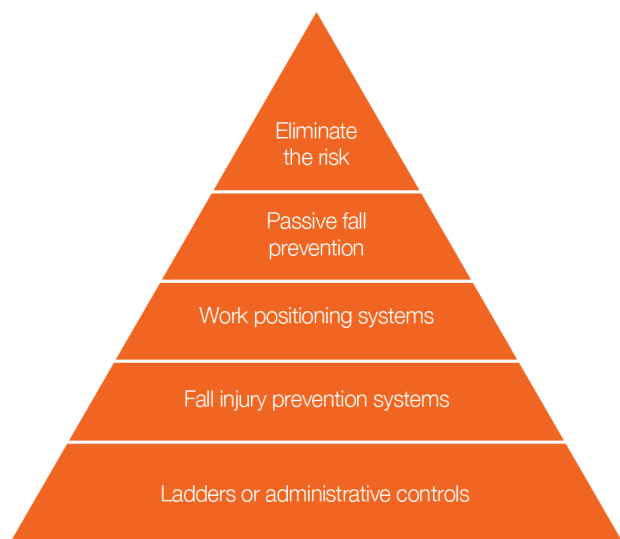 Eliminate
the risk
Passive fall
prevention
Work positioning systems
Fall injury prevention systems
Ladders or administrative controls